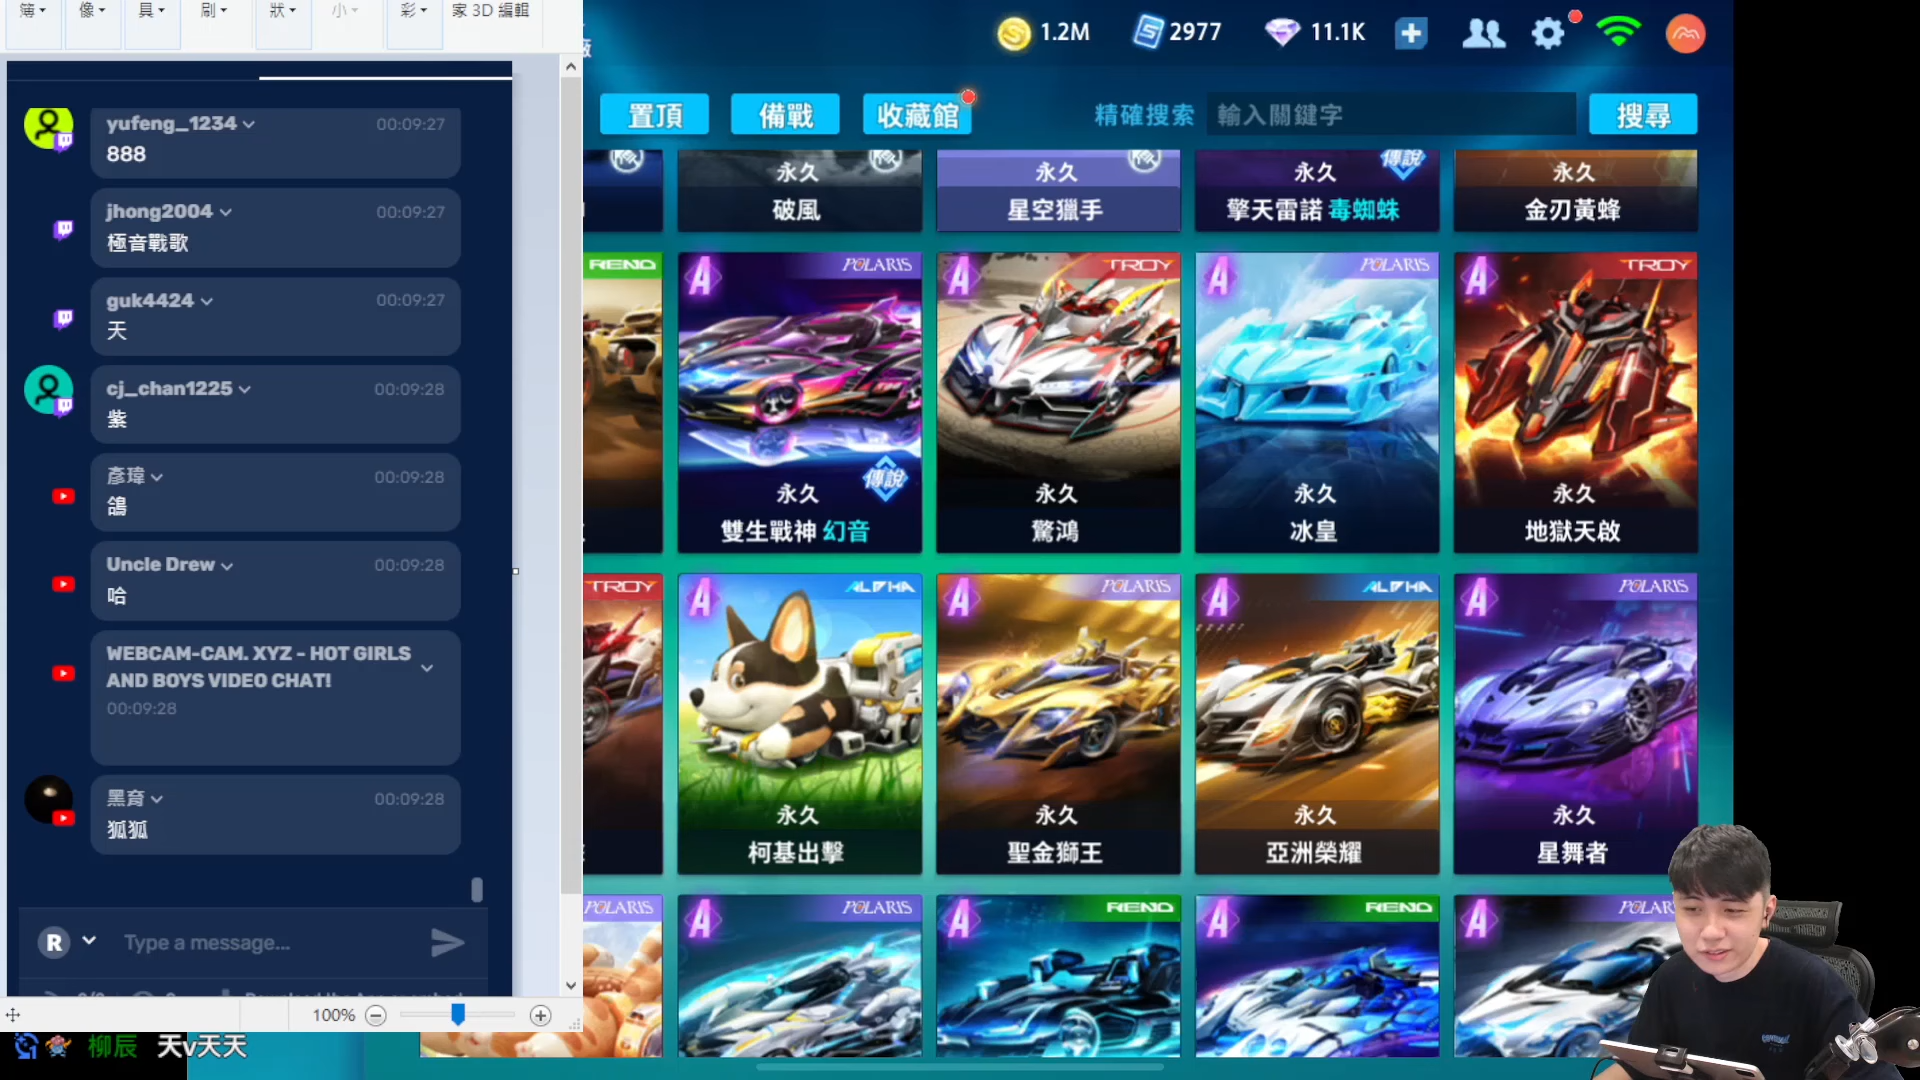 簿 像 具 刷 狀 小 彩 家 3D 編輯
yufeng_1234 00:09:27
888
jhong2004 00:09:27
極音戰歌
guk4424 00:09:27
天
cj_chan1225 00:09:28
紫
彥瑋 00:09:28
鴿
Uncle Drew 00:09:28
哈
WEBCAM-CAM. XYZ - HOT GIRLS
AND BOYS VIDEO CHAT!
00:09:28
黑育 00:09:28
狐狐
R Type a message...
100%
柳辰 天v天天
1.2M 2977 11.1K
置頂 備戰 收藏館 精確搜索 輸入關鍵字 搜尋
永久 永久 永久 傳說 永久
破風 星空獵手 擎天雷諾 毒蜘蛛 金刃黃蜂
RENO A POLARIS A TROY A POLARIS A TROY
傳說
永久 永久 永久 永久
雙生戰神 幻音 驚鴻 冰皇 地獄天啟
TROY A ALPHA A POLARIS A ALPHA A POLARIS
永久 永久 永久 永久
柯基出擊 聖金獅王 亞洲榮耀 星舞者
POLARIS A POLARIS A RENO A RENO A